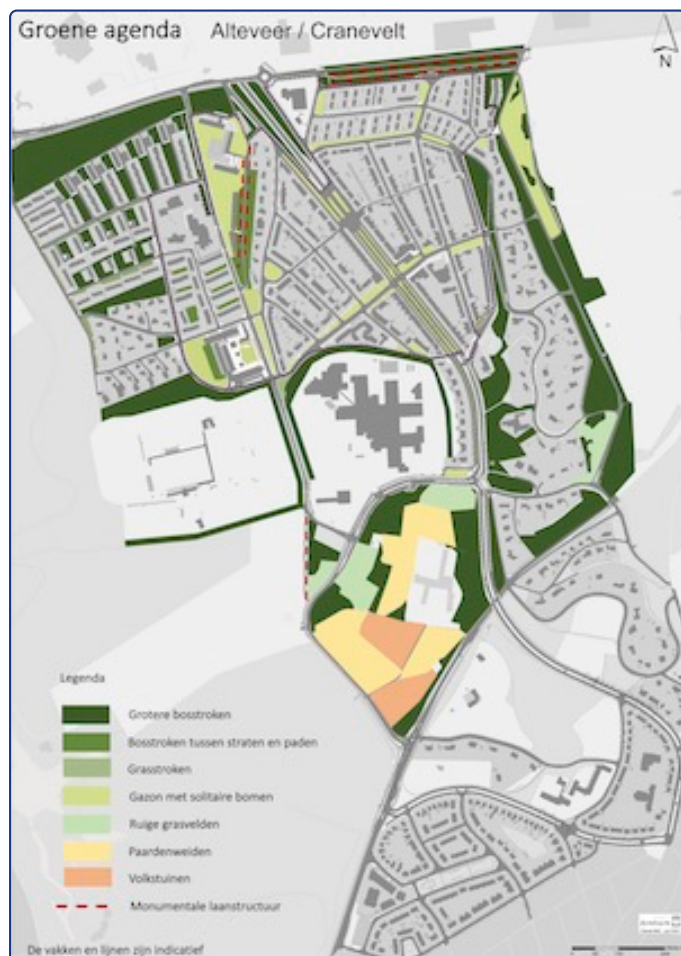 Groene agenda Alteveer / Cranevelt
N
Legenda
Grotere bosstroken
Bosstroken tussen straten en paden
Grasstroken
Gazon met solitaire bomen
Ruige grasvelden
Paardenweiden
Volkstuinen
Monumentale laanstructuur
De vakken en lijnen zijn indicatief